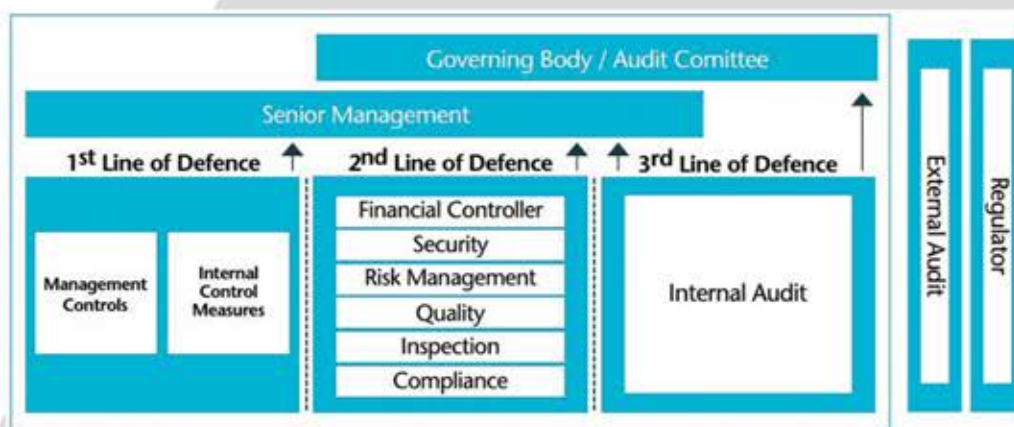 Governing Body / Audit Comittee
Senior Management
1st Line of Defence
2nd Line of Defence
3rd Line of Defence
Management
Controls
Internal
Control
Measures
Financial Controller
Security
Risk Management
Quality
Inspection
Compliance
Internal Audit
External Audit
Regulator